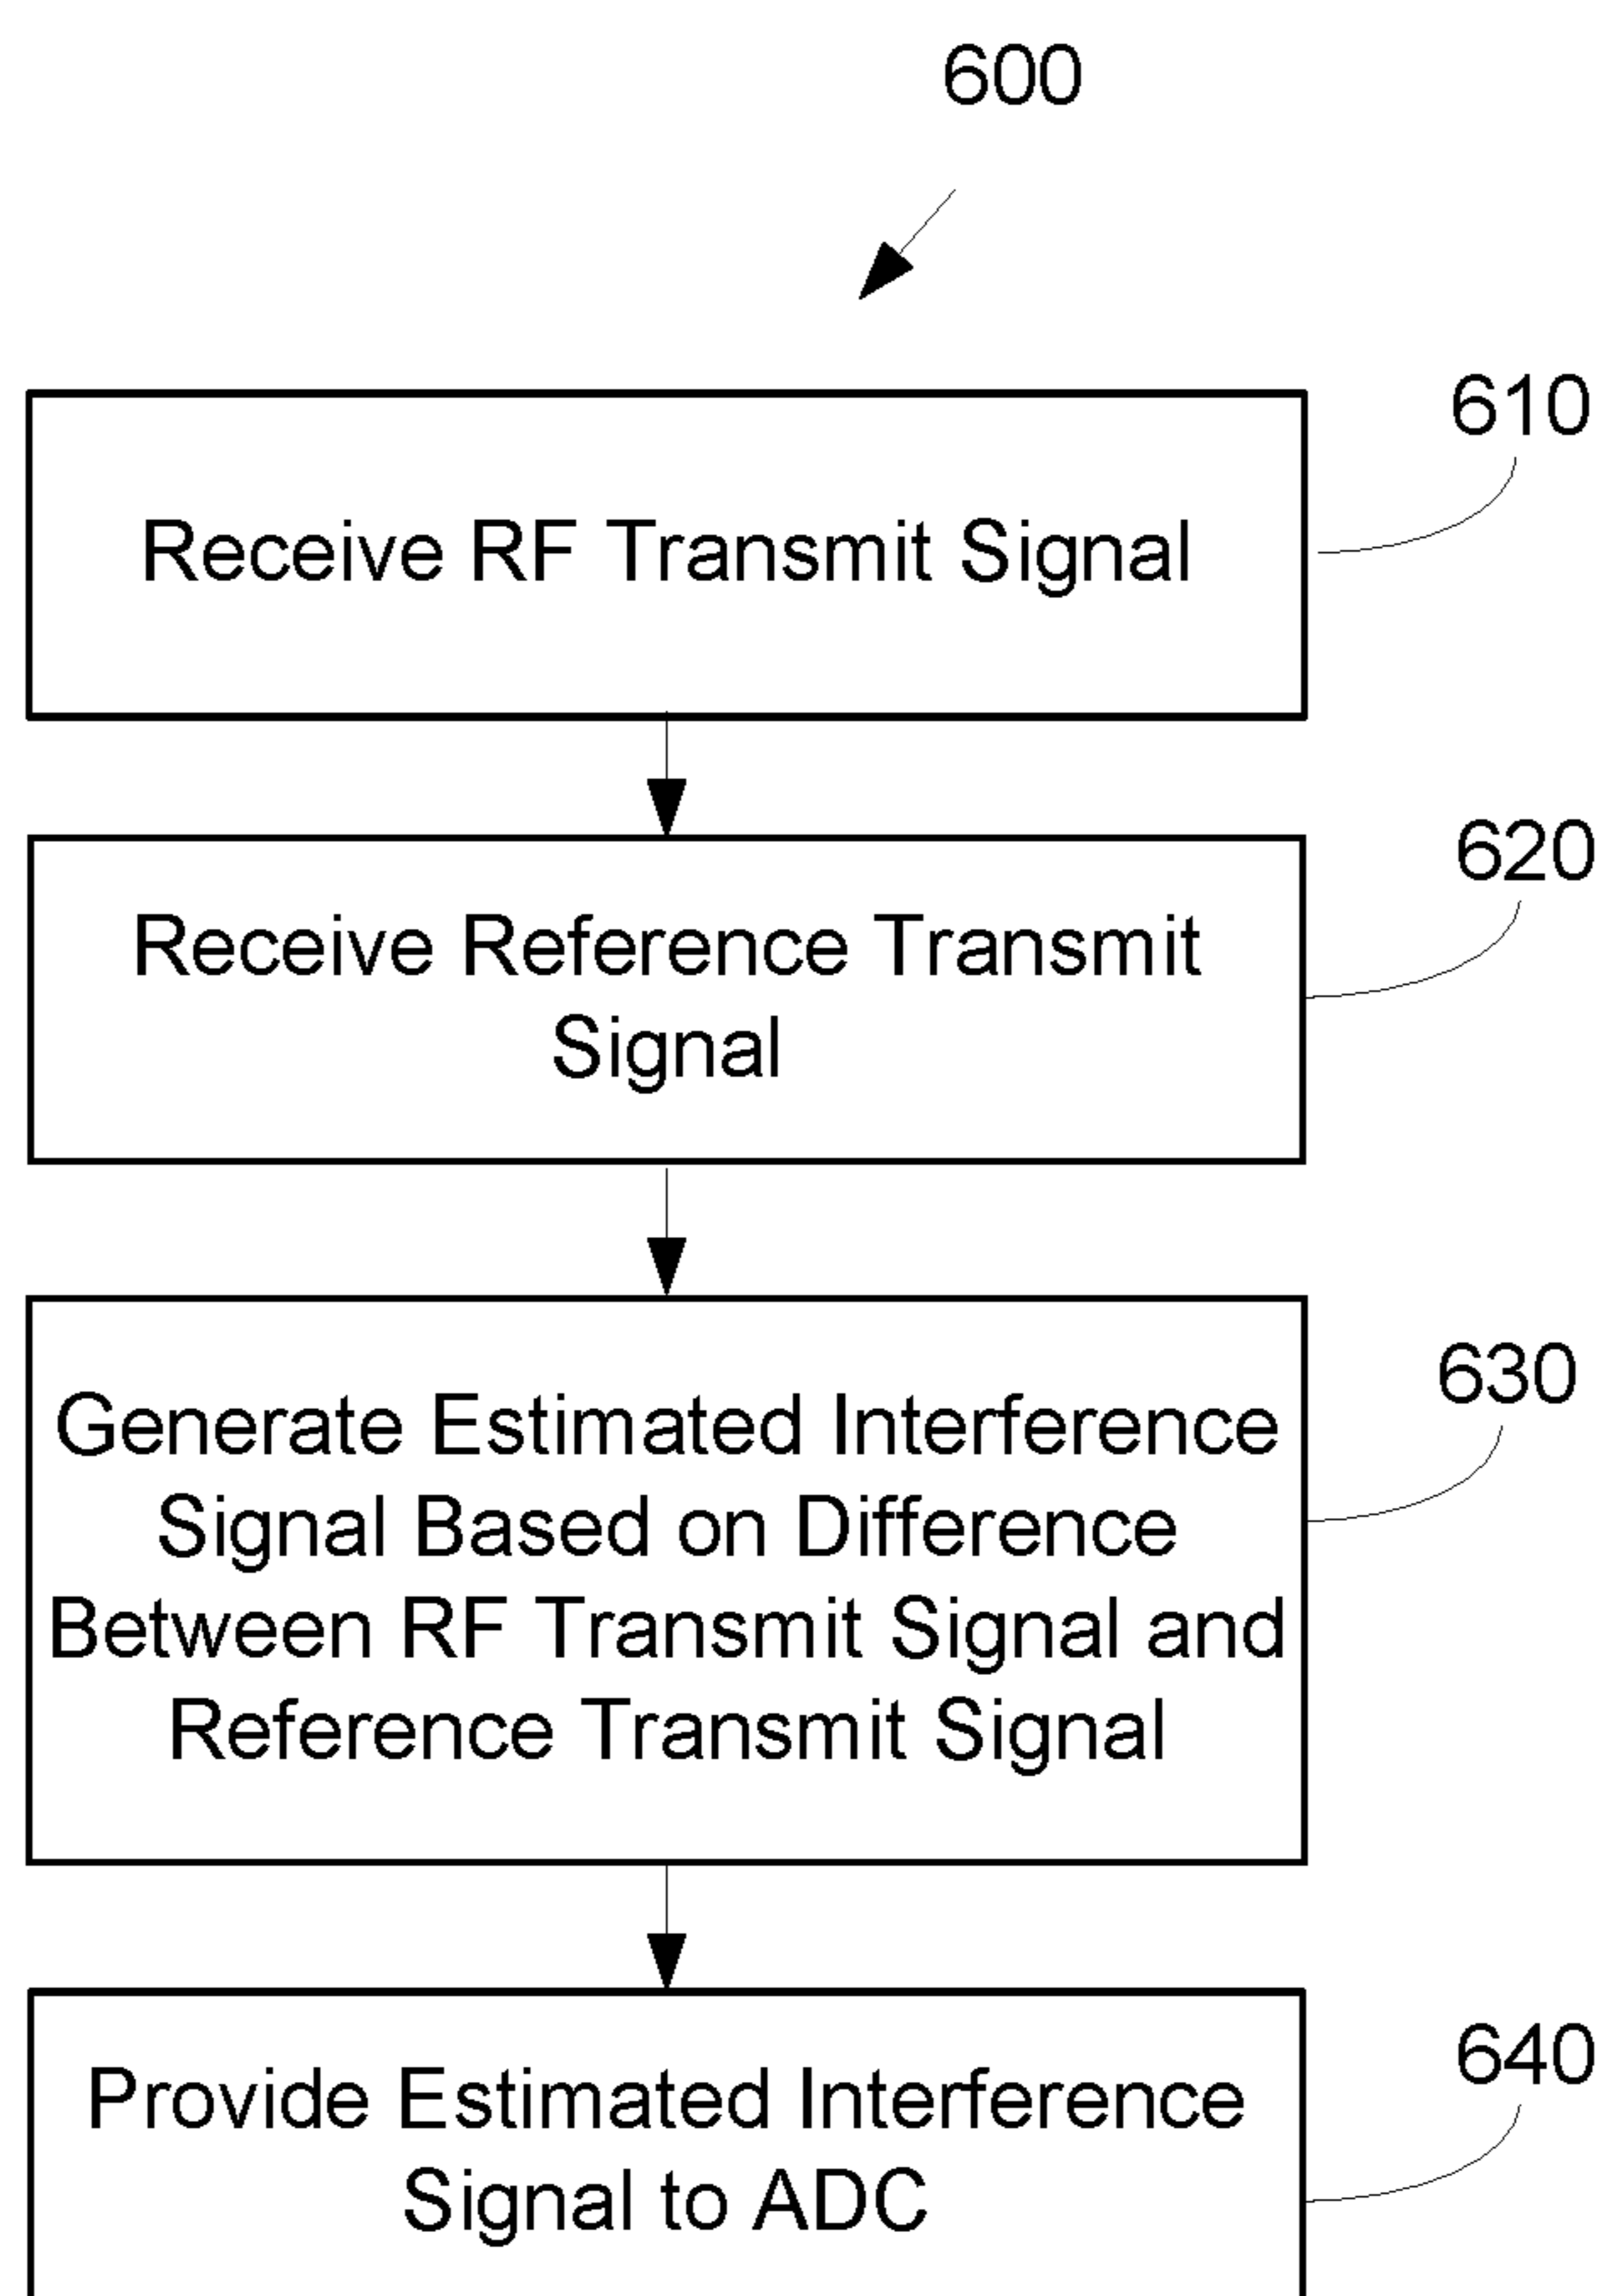 600
610
Receive RF Transmit Signal
620
Receive Reference Transmit
Signal
630
Generate Estimated Interference
Signal Based on Difference
Between RF Transmit Signal and
Reference Transmit Signal
640
Provide Estimated Interference
Signal to ADC